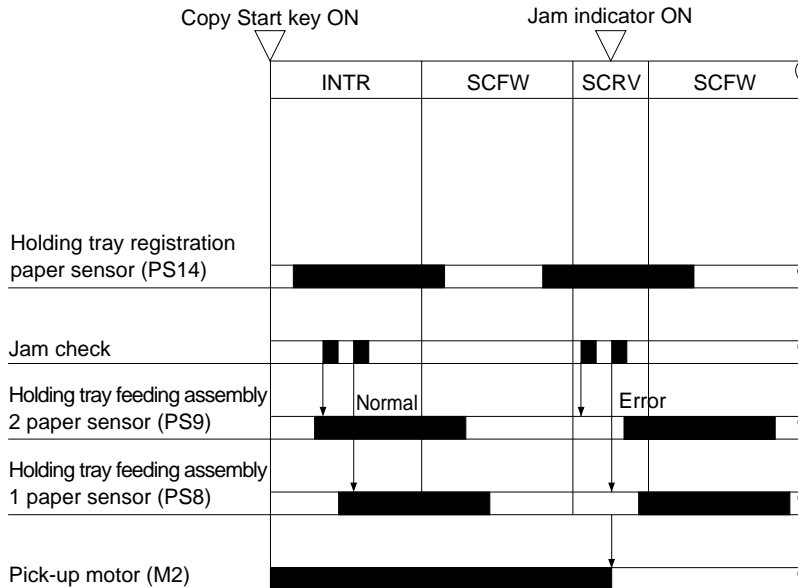 Copy Start key ON
Jam indicator ON
INTR
SCFW
SCRV
SCFW
Holding tray registration
paper sensor (PS14)
Jam check
Holding tray feeding assembly
2 paper sensor (PS9)
Normal
Error
Holding tray feeding assembly
1 paper sensor (PS8)
Pick-up motor (M2)